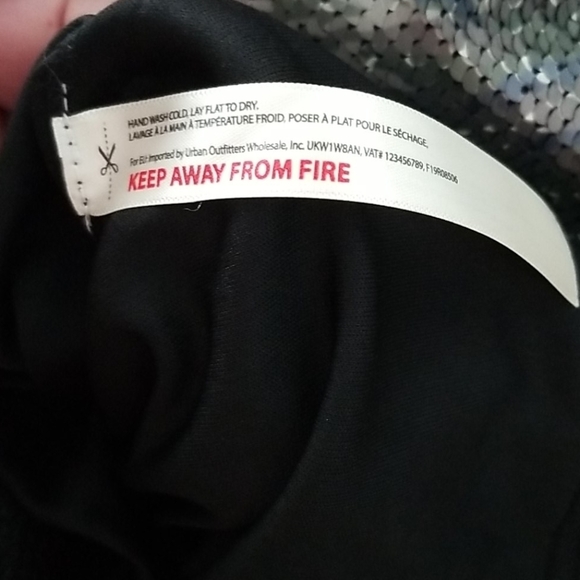 HAND WASH COLD. LAY FLAT TO DRY.
LAVAGE À LA MAIN À TEMPÉRATURE FROID. POSER À PLAT POUR LE SÉCHAGE.
For EU: Imported by Urban Outfitters Wholesale, Inc. UKW1W8AN, VAT# 123456789, F19R08506
KEEP AWAY FROM FIRE